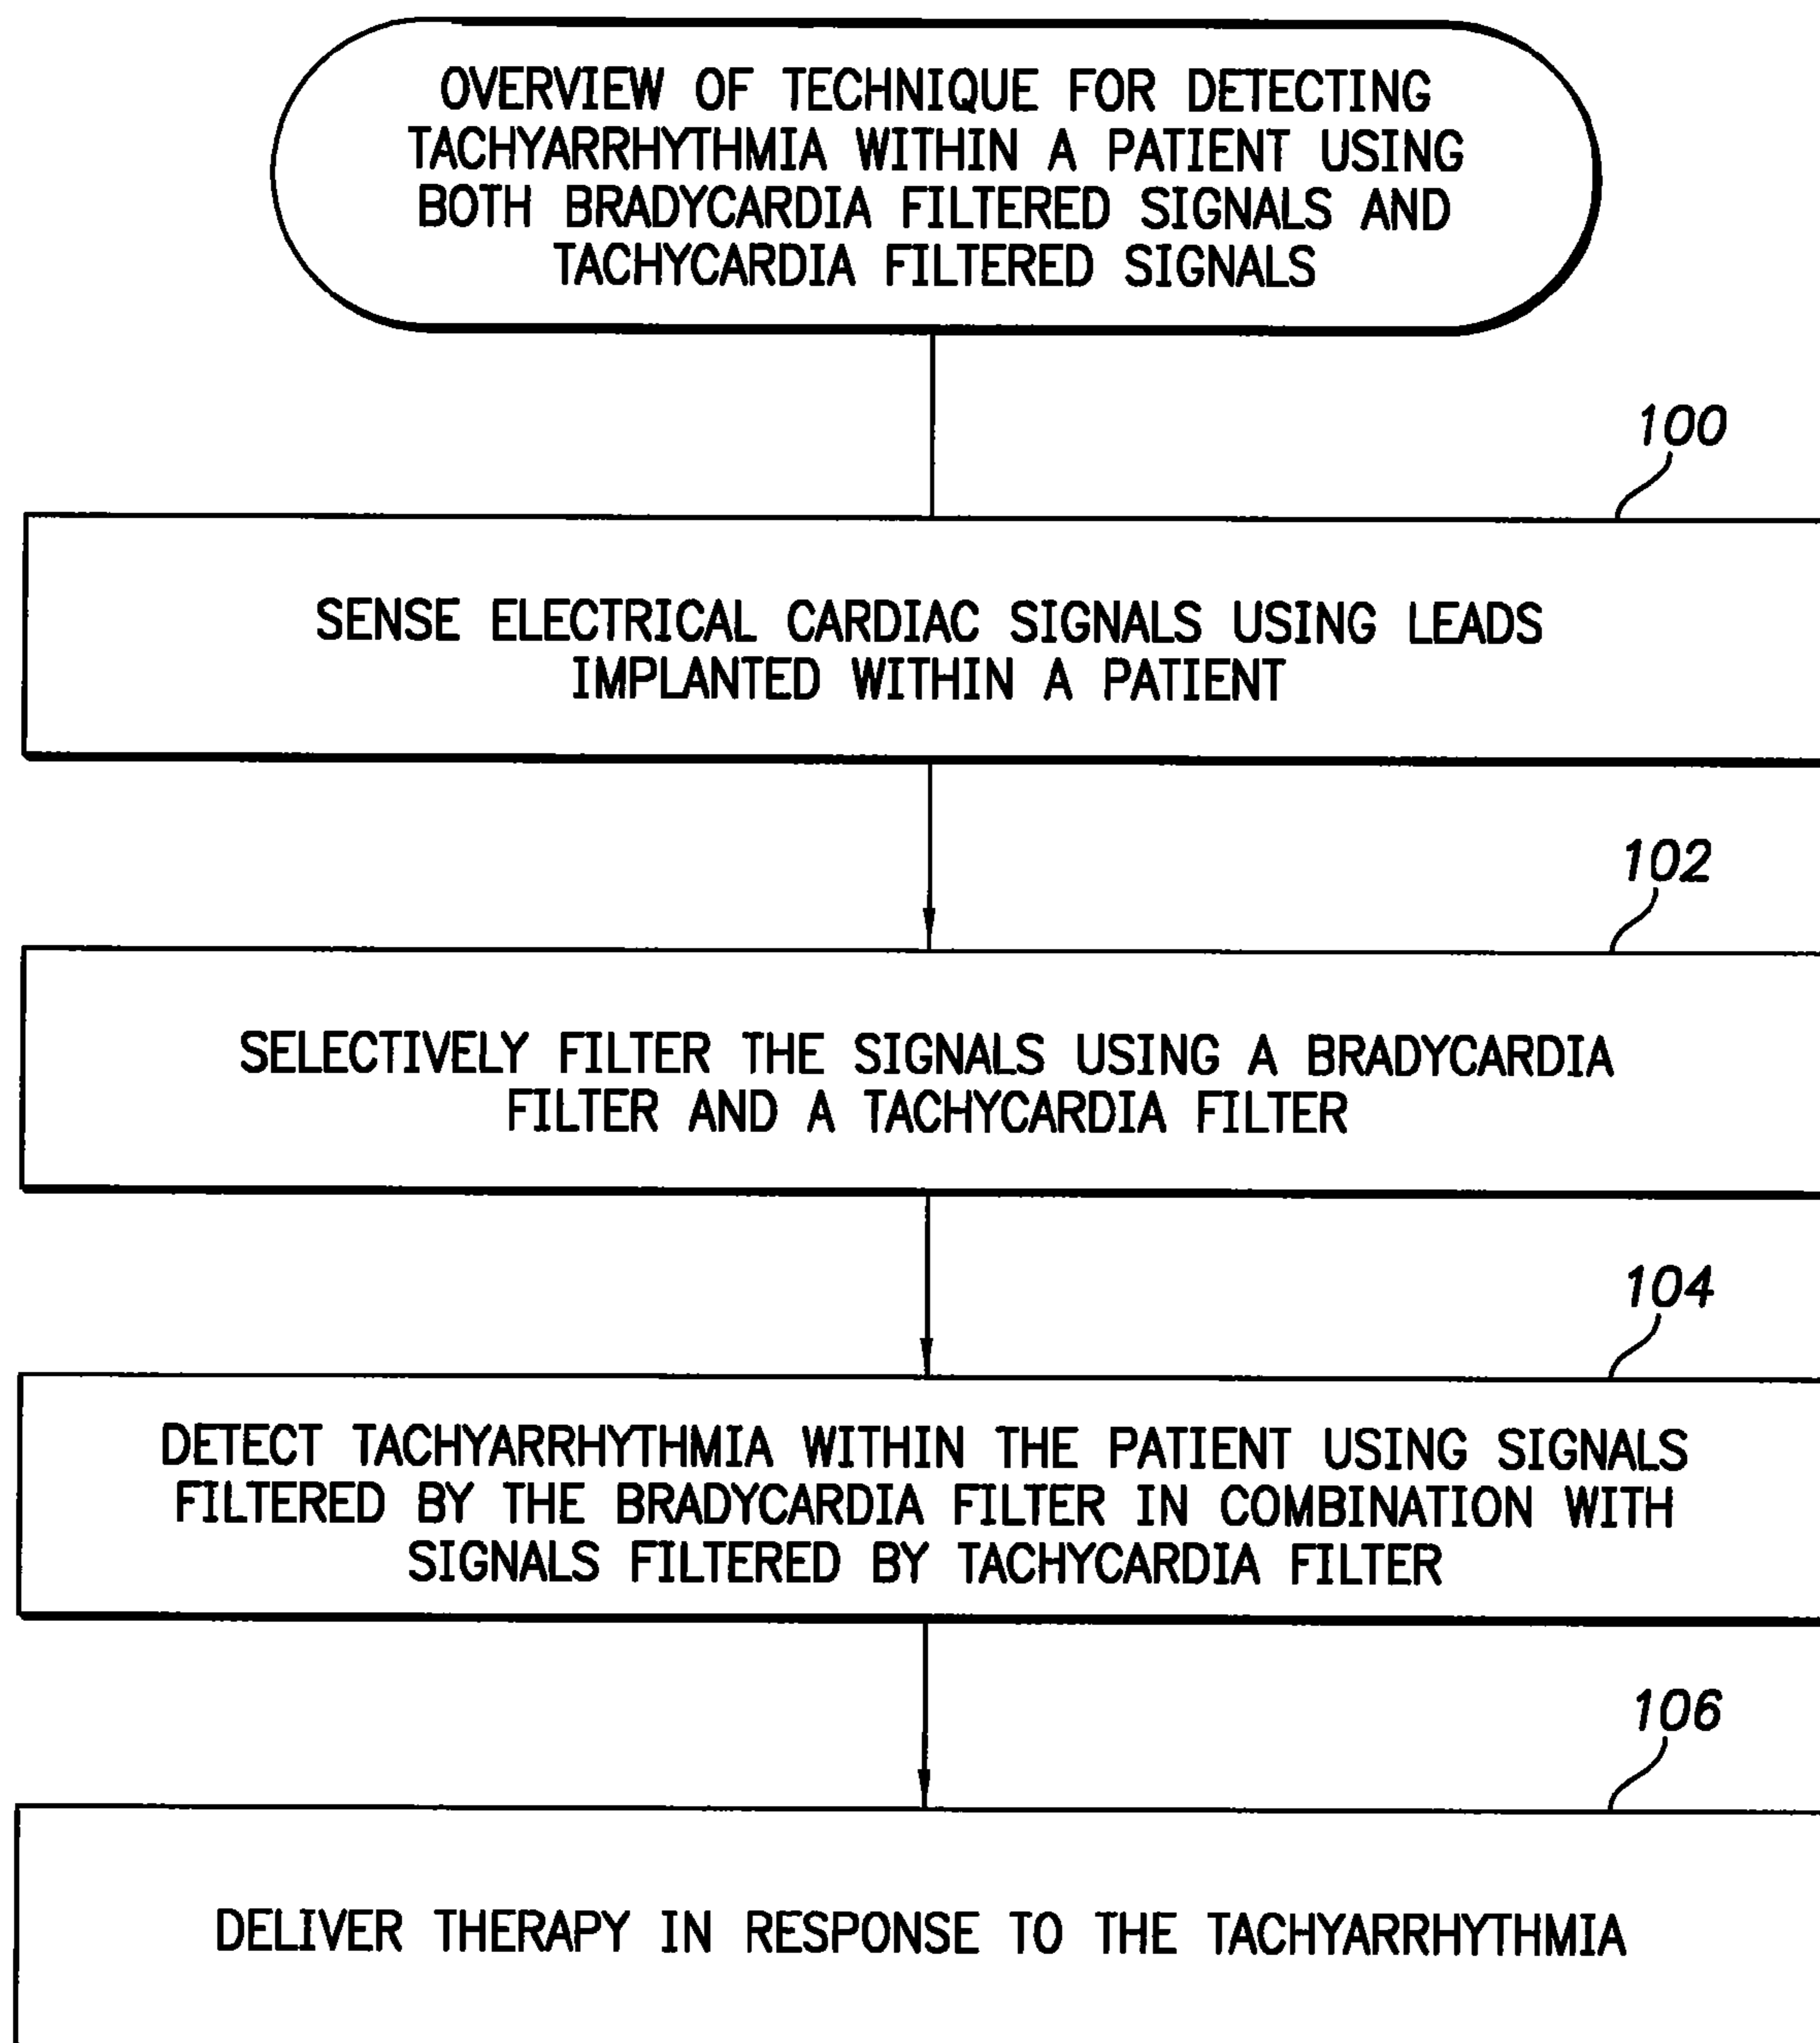 OVERVIEW OF TECHNIQUE FOR DETECTING
TACHYARRHYTHMIA WITHIN A PATIENT USING
BOTH BRADYCARDIA FILTERED SIGNALS AND
TACHYCARDIA FILTERED SIGNALS
100
SENSE ELECTRICAL CARDIAC SIGNALS USING LEADS
IMPLANTED WITHIN A PATIENT
102
SELECTIVELY FILTER THE SIGNALS USING A BRADYCARDIA
FILTER AND A TACHYCARDIA FILTER
104
DETECT TACHYARRHYTHMIA WITHIN THE PATIENT USING SIGNALS
FILTERED BY THE BRADYCARDIA FILTER IN COMBINATION WITH
SIGNALS FILTERED BY TACHYCARDIA FILTER
106
DELIVER THERAPY IN RESPONSE TO THE TACHYARRHYTHMIA